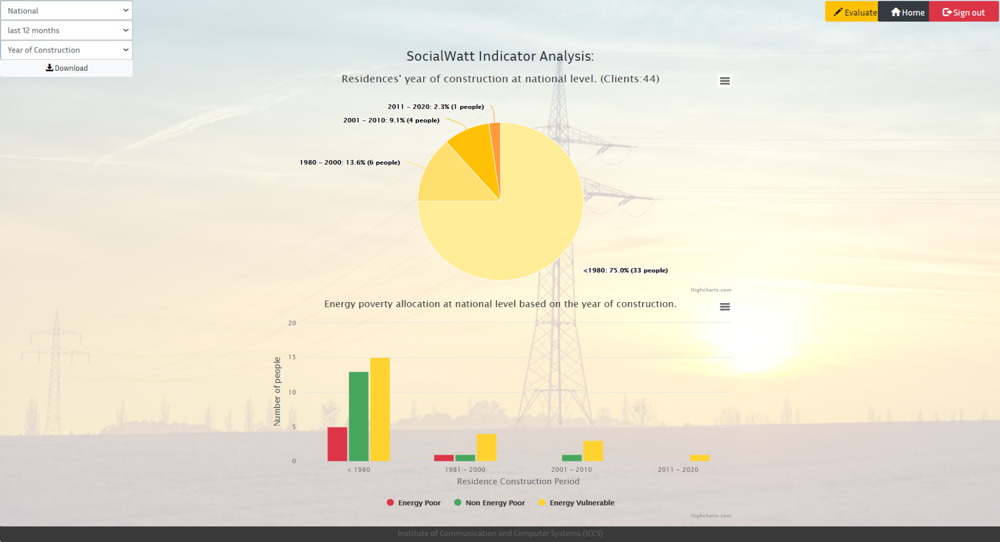 National
last 12 months
Year of Construction
Download
Evaluate
Home
Sign out
SocialWatt Indicator Analysis:
Residences' year of construction at national level. (Clients:44)
2011 – 2020: 2.3% (1 people)
2001 – 2010: 9.1% (4 people)
1980 – 2000: 13.6% (6 people)
<1980: 75.0% (33 people)
Highcharts.com
Energy poverty allocation at national level based on the year of construction.
Number of people
20
15
10
5
0
< 1980
1981 – 2000
2001 – 2010
2011 – 2020
Residence Construction Period
Energy Poor
Non Energy Poor
Energy Vulnerable
Highcharts.com
Institute of Communication and Computer Systems (ICCS)